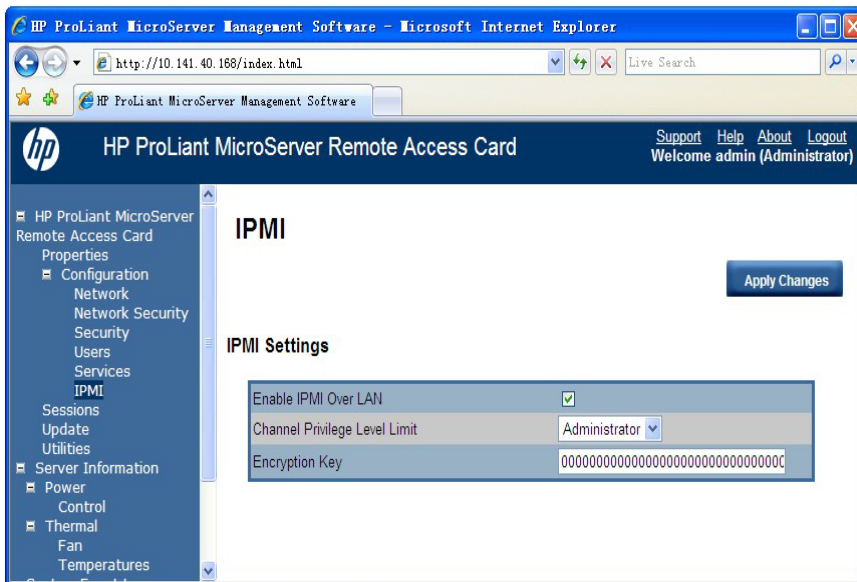 HP ProLiant MicroServer Management Software - Microsoft Internet Explorer
http://10.141.40.168/index.html
Live Search
HP ProLiant MicroServer Management Software
hp
HP ProLiant MicroServer Remote Access Card
Support Help About Logout
Welcome admin (Administrator)
HP ProLiant MicroServer
Remote Access Card
Properties
Configuration
Network
Network Security
Security
Users
Services
IPMI
Sessions
Update
Utilities
Server Information
Power
Control
Thermal
Fan
Temperatures
IPMI
Apply Changes
IPMI Settings
Enable IPMI Over LAN
Channel Privilege Level Limit
Administrator
Encryption Key